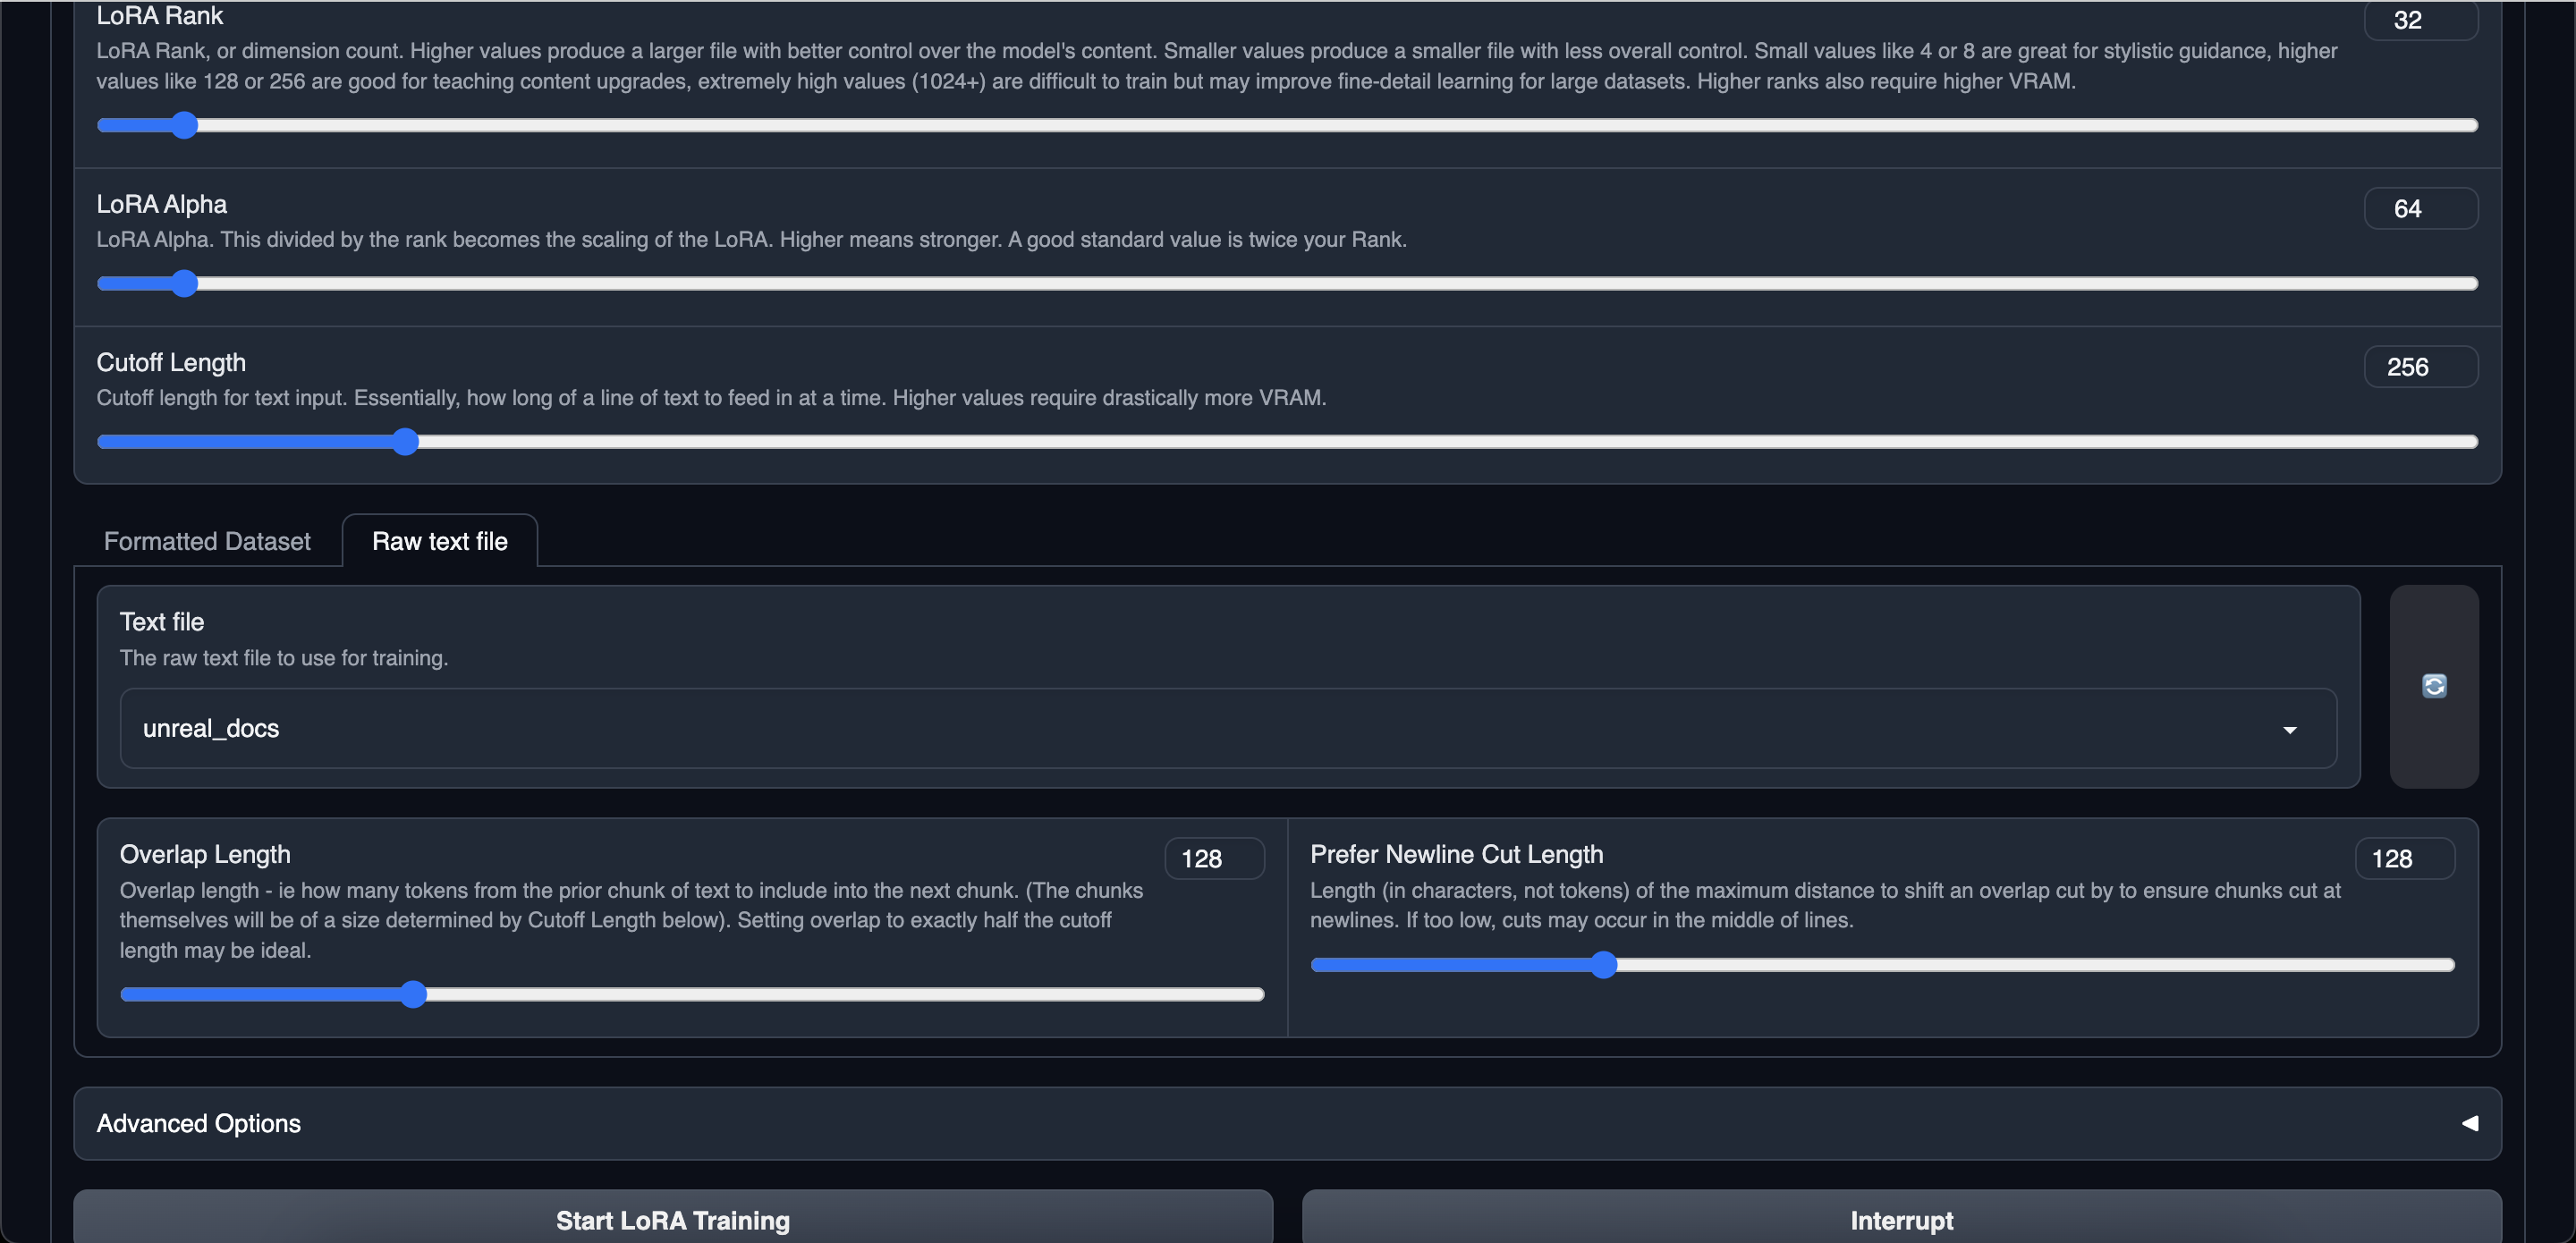 LoRA Rank
32
LoRA Rank, or dimension count. Higher values produce a larger file with better control over the model's content. Smaller values produce a smaller file with less overall control. Small values like 4 or 8 are great for stylistic guidance, higher
values like 128 or 256 are good for teaching content upgrades, extremely high values (1024+) are difficult to train but may improve fine-detail learning for large datasets. Higher ranks also require higher VRAM.
LoRA Alpha
64
LoRA Alpha. This divided by the rank becomes the scaling of the LoRA. Higher means stronger. A good standard value is twice your Rank.
Cutoff Length
256
Cutoff length for text input. Essentially, how long of a line of text to feed in at a time. Higher values require drastically more VRAM.
Formatted Dataset
Raw text file
Text file
The raw text file to use for training.
unreal_docs
Overlap Length
128
Overlap length - ie how many tokens from the prior chunk of text to include into the next chunk. (The chunks
themselves will be of a size determined by Cutoff Length below). Setting overlap to exactly half the cutoff
length may be ideal.
Prefer Newline Cut Length
128
Length (in characters, not tokens) of the maximum distance to shift an overlap cut by to ensure chunks cut at
newlines. If too low, cuts may occur in the middle of lines.
Advanced Options
Start LoRA Training
Interrupt